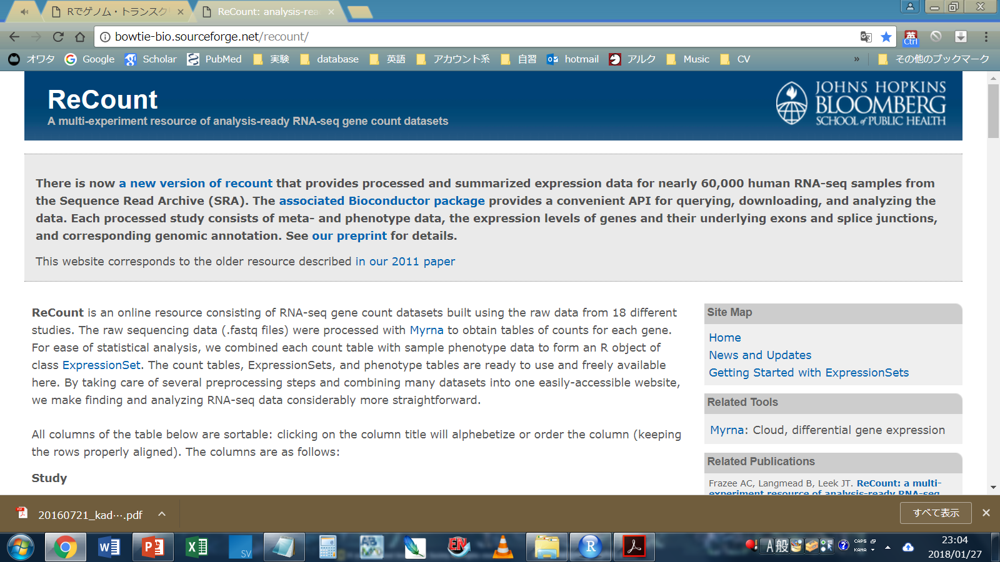 Rでゲノム・トランスク
ReCount: analysis-rea
bowtie-bio.sourceforge.net/recount/
英
Ctrl
オワタ
Google
Scholar
PubMed
実験
database
英語
アカウント系
自習
hotmail
アルク
Music
CV
»
その他のブックマーク
ReCount
A multi-experiment resource of analysis-ready RNA-seq gene count datasets
JOHNS HOPKINS
BLOOMBERG
SCHOOL of PUBLIC HEALTH
There is now a new version of recount that provides processed and summarized expression data for nearly 60,000 human RNA-seq samples from
the Sequence Read Archive (SRA). The associated Bioconductor package provides a convenient API for querying, downloading, and analyzing the
data. Each processed study consists of meta- and phenotype data, the expression levels of genes and their underlying exons and splice junctions,
and corresponding genomic annotation. See our preprint for details.
This website corresponds to the older resource described in our 2011 paper
ReCount is an online resource consisting of RNA-seq gene count datasets built using the raw data from 18 different
studies. The raw sequencing data (.fastq files) were processed with Myrna to obtain tables of counts for each gene.
For ease of statistical analysis, we combined each count table with sample phenotype data to form an R object of
class ExpressionSet. The count tables, ExpressionSets, and phenotype tables are ready to use and freely available
here. By taking care of several preprocessing steps and combining many datasets into one easily-accessible website,
we make finding and analyzing RNA-seq data considerably more straightforward.
All columns of the table below are sortable: clicking on the column title will alphebetize or order the column (keeping
the rows properly aligned). The columns are as follows:
Study
Site Map
Home
News and Updates
Getting Started with ExpressionSets
Related Tools
Myrna: Cloud, differential gene expression
Related Publications
Frazee AC, Langmead B, Leek JT. ReCount: a multi-
experiment resource of analysis-ready RNA-seq
20160721_kad….pdf
すべて表示
SV
EN
R
A 般
CAPS
KANA
23:04
2018/01/27